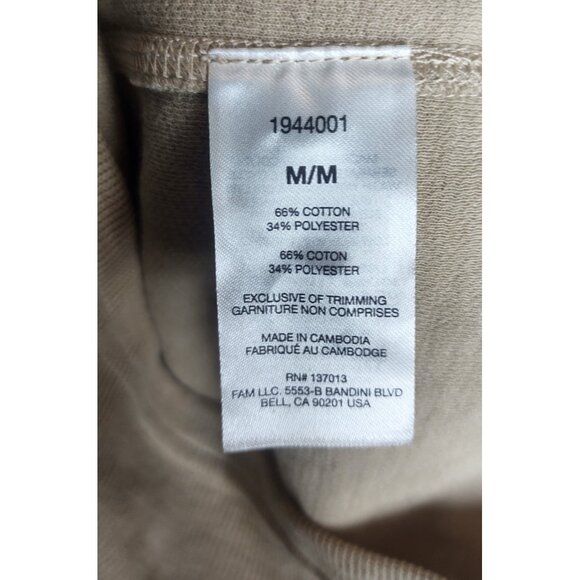 1944001
M/M
66% COTTON
34% POLYESTER
66% COTON
34% POLYESTER
EXCLUSIVE OF TRIMMING
GARNITURE NON COMPRISES
MADE IN CAMBODIA
FABRIQUÉ AU CAMBODGE
RN# 137013
FAM LLC. 5553-B BANDINI BLVD
BELL, CA 90201 USA